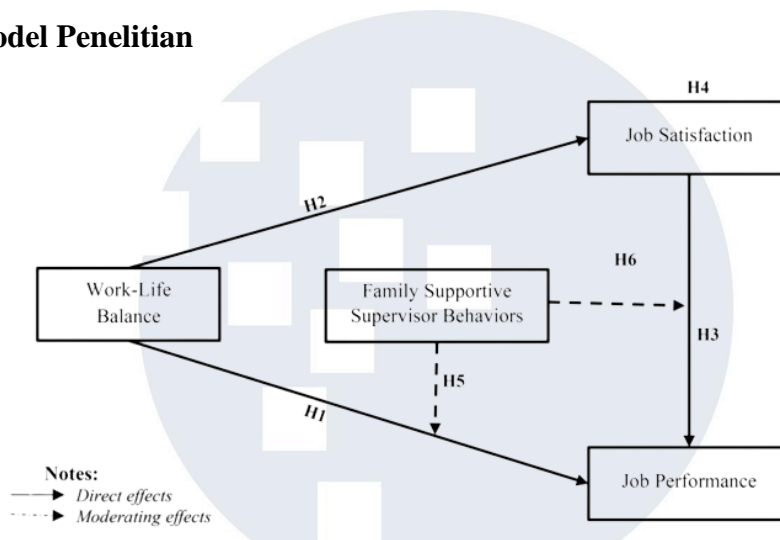 odel Penelitian
H4
Job Satisfaction
H2
H6
Work-Life
Balance
Family Supportive
Supervisor Behaviors
H3
H5
H1
Job Performance
Notes:
Direct effects
Moderating effects